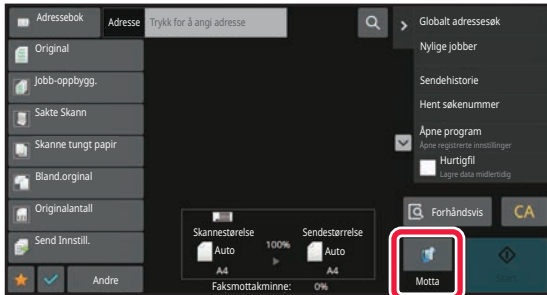 Adressebok
Adresse
Trykk for å angi adresse
Original
Jobb-oppbygg.
Sakte Skann
Skanne tungt papir
Bland.orginal
Originalantall
Send Innstill.
Andre
Skannestørelse
Auto
A4
100%
Sendestørrelse
Auto
A4
Faksmottakminne: 0%
Globalt adressesøk
Nylige jobber
Sendehistorie
Hent søkenummer
Åpne program
Åpne registrerte innstillinger
Hurtigfil
Lagre data midlertidig
Forhåndsvis
CA
Motta
Start